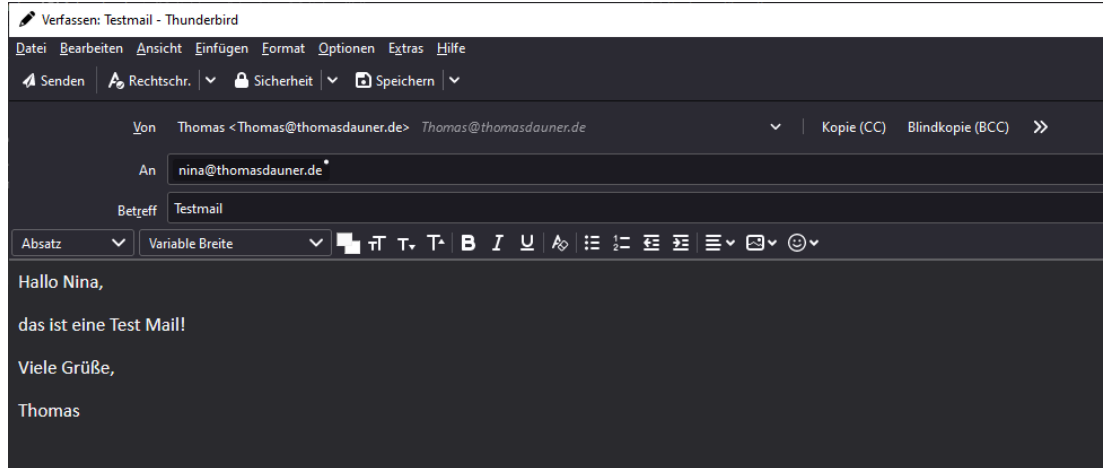 Verfassen: Testmail - Thunderbird
Datei Bearbeiten Ansicht Einfügen Format Optionen Extras Hilfe
Senden Rechtschr. Sicherheit Speichern
Von Thomas <Thomas@thomasdauner.de> Thomas@thomasdauner.de Kopie (CC) Blindkopie (BCC)
An nina@thomasdauner.de
Betreff Testmail
Absatz Variable Breite
Hallo Nina,
das ist eine Test Mail!
Viele Grüße,
Thomas